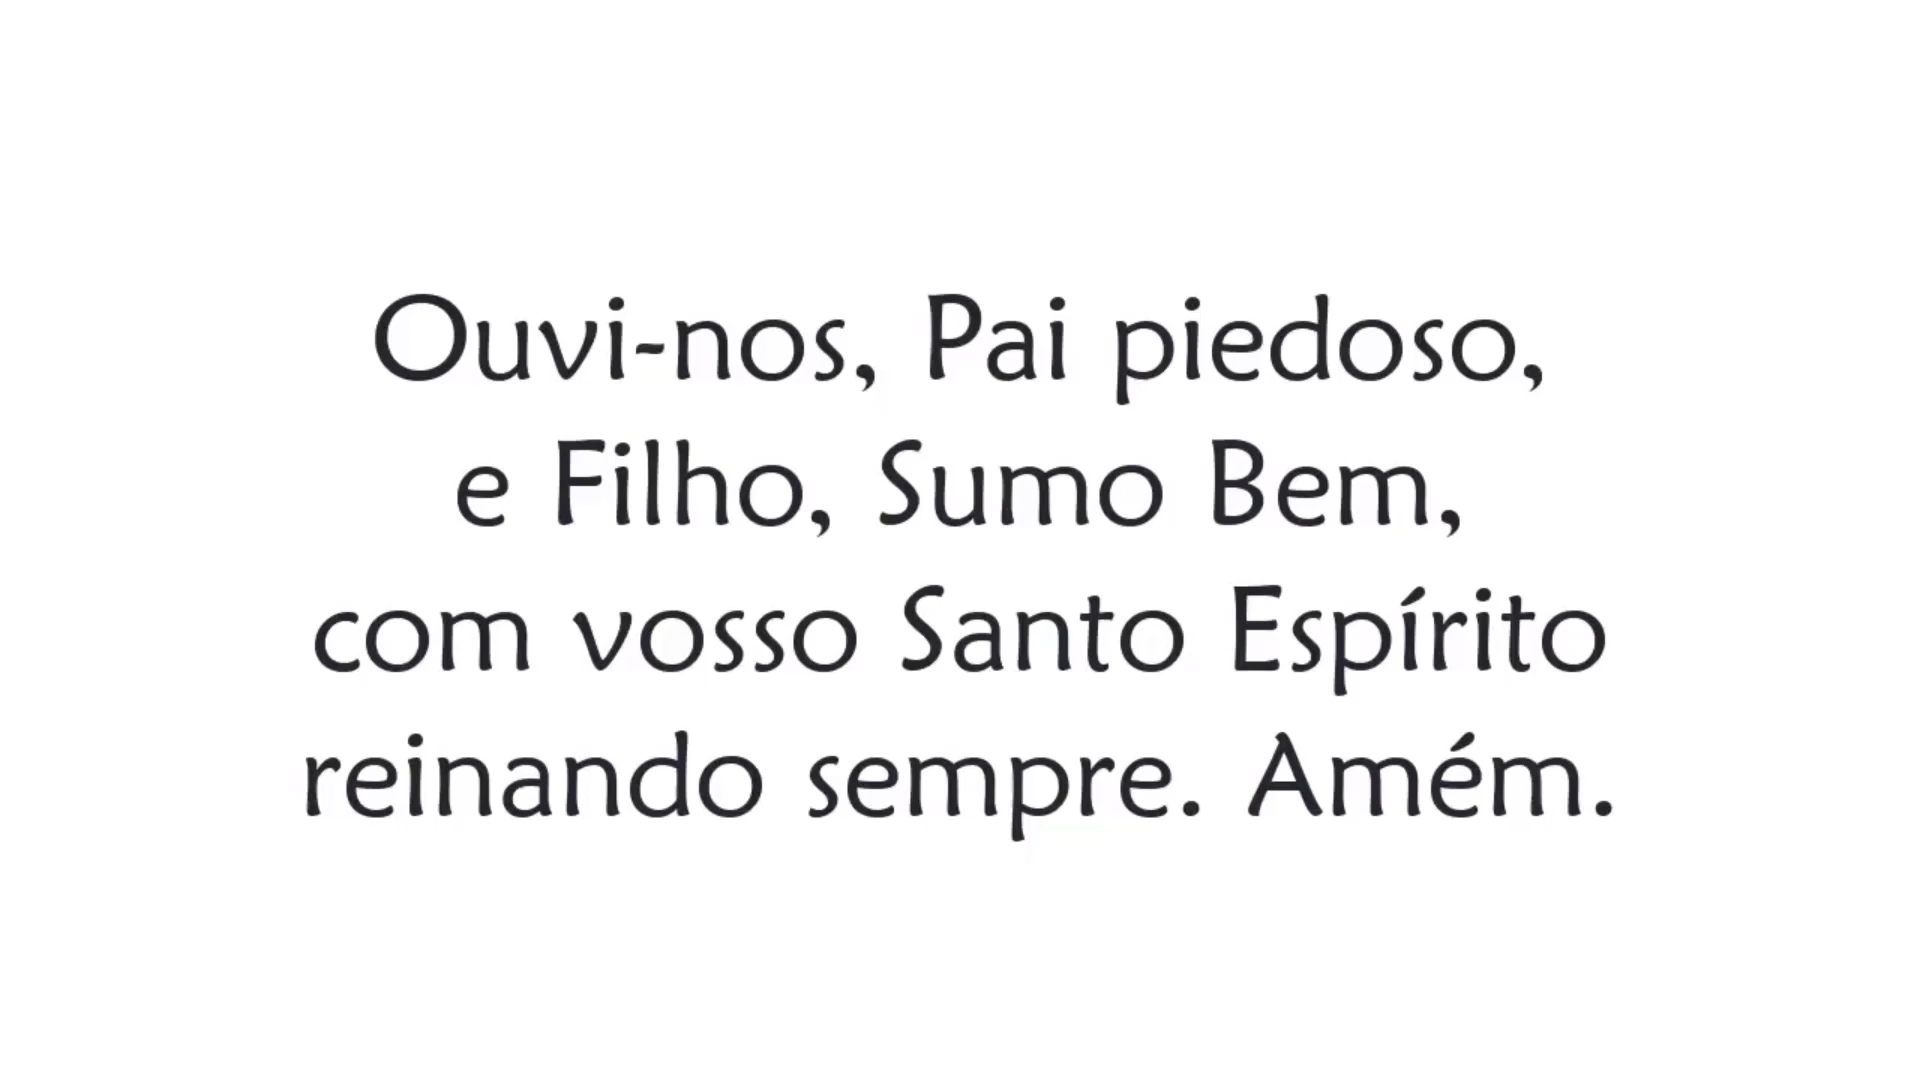 Ouvi-nos, Pai piedoso,
e Filho, Sumo Bem,
com vosso Santo Espírito
reinando sempre. Amém.